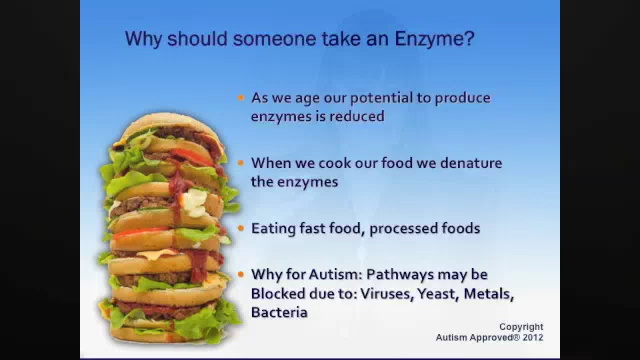 Why should someone take an Enzyme?
• As we age our potential to produce
enzymes is reduced
• When we cook our food we denature
the enzymes
• Eating fast food, processed foods
• Why for Autism: Pathways may be
Blocked due to: Viruses, Yeast, Metals,
Bacteria
Copyright
Autism Approved® 2012